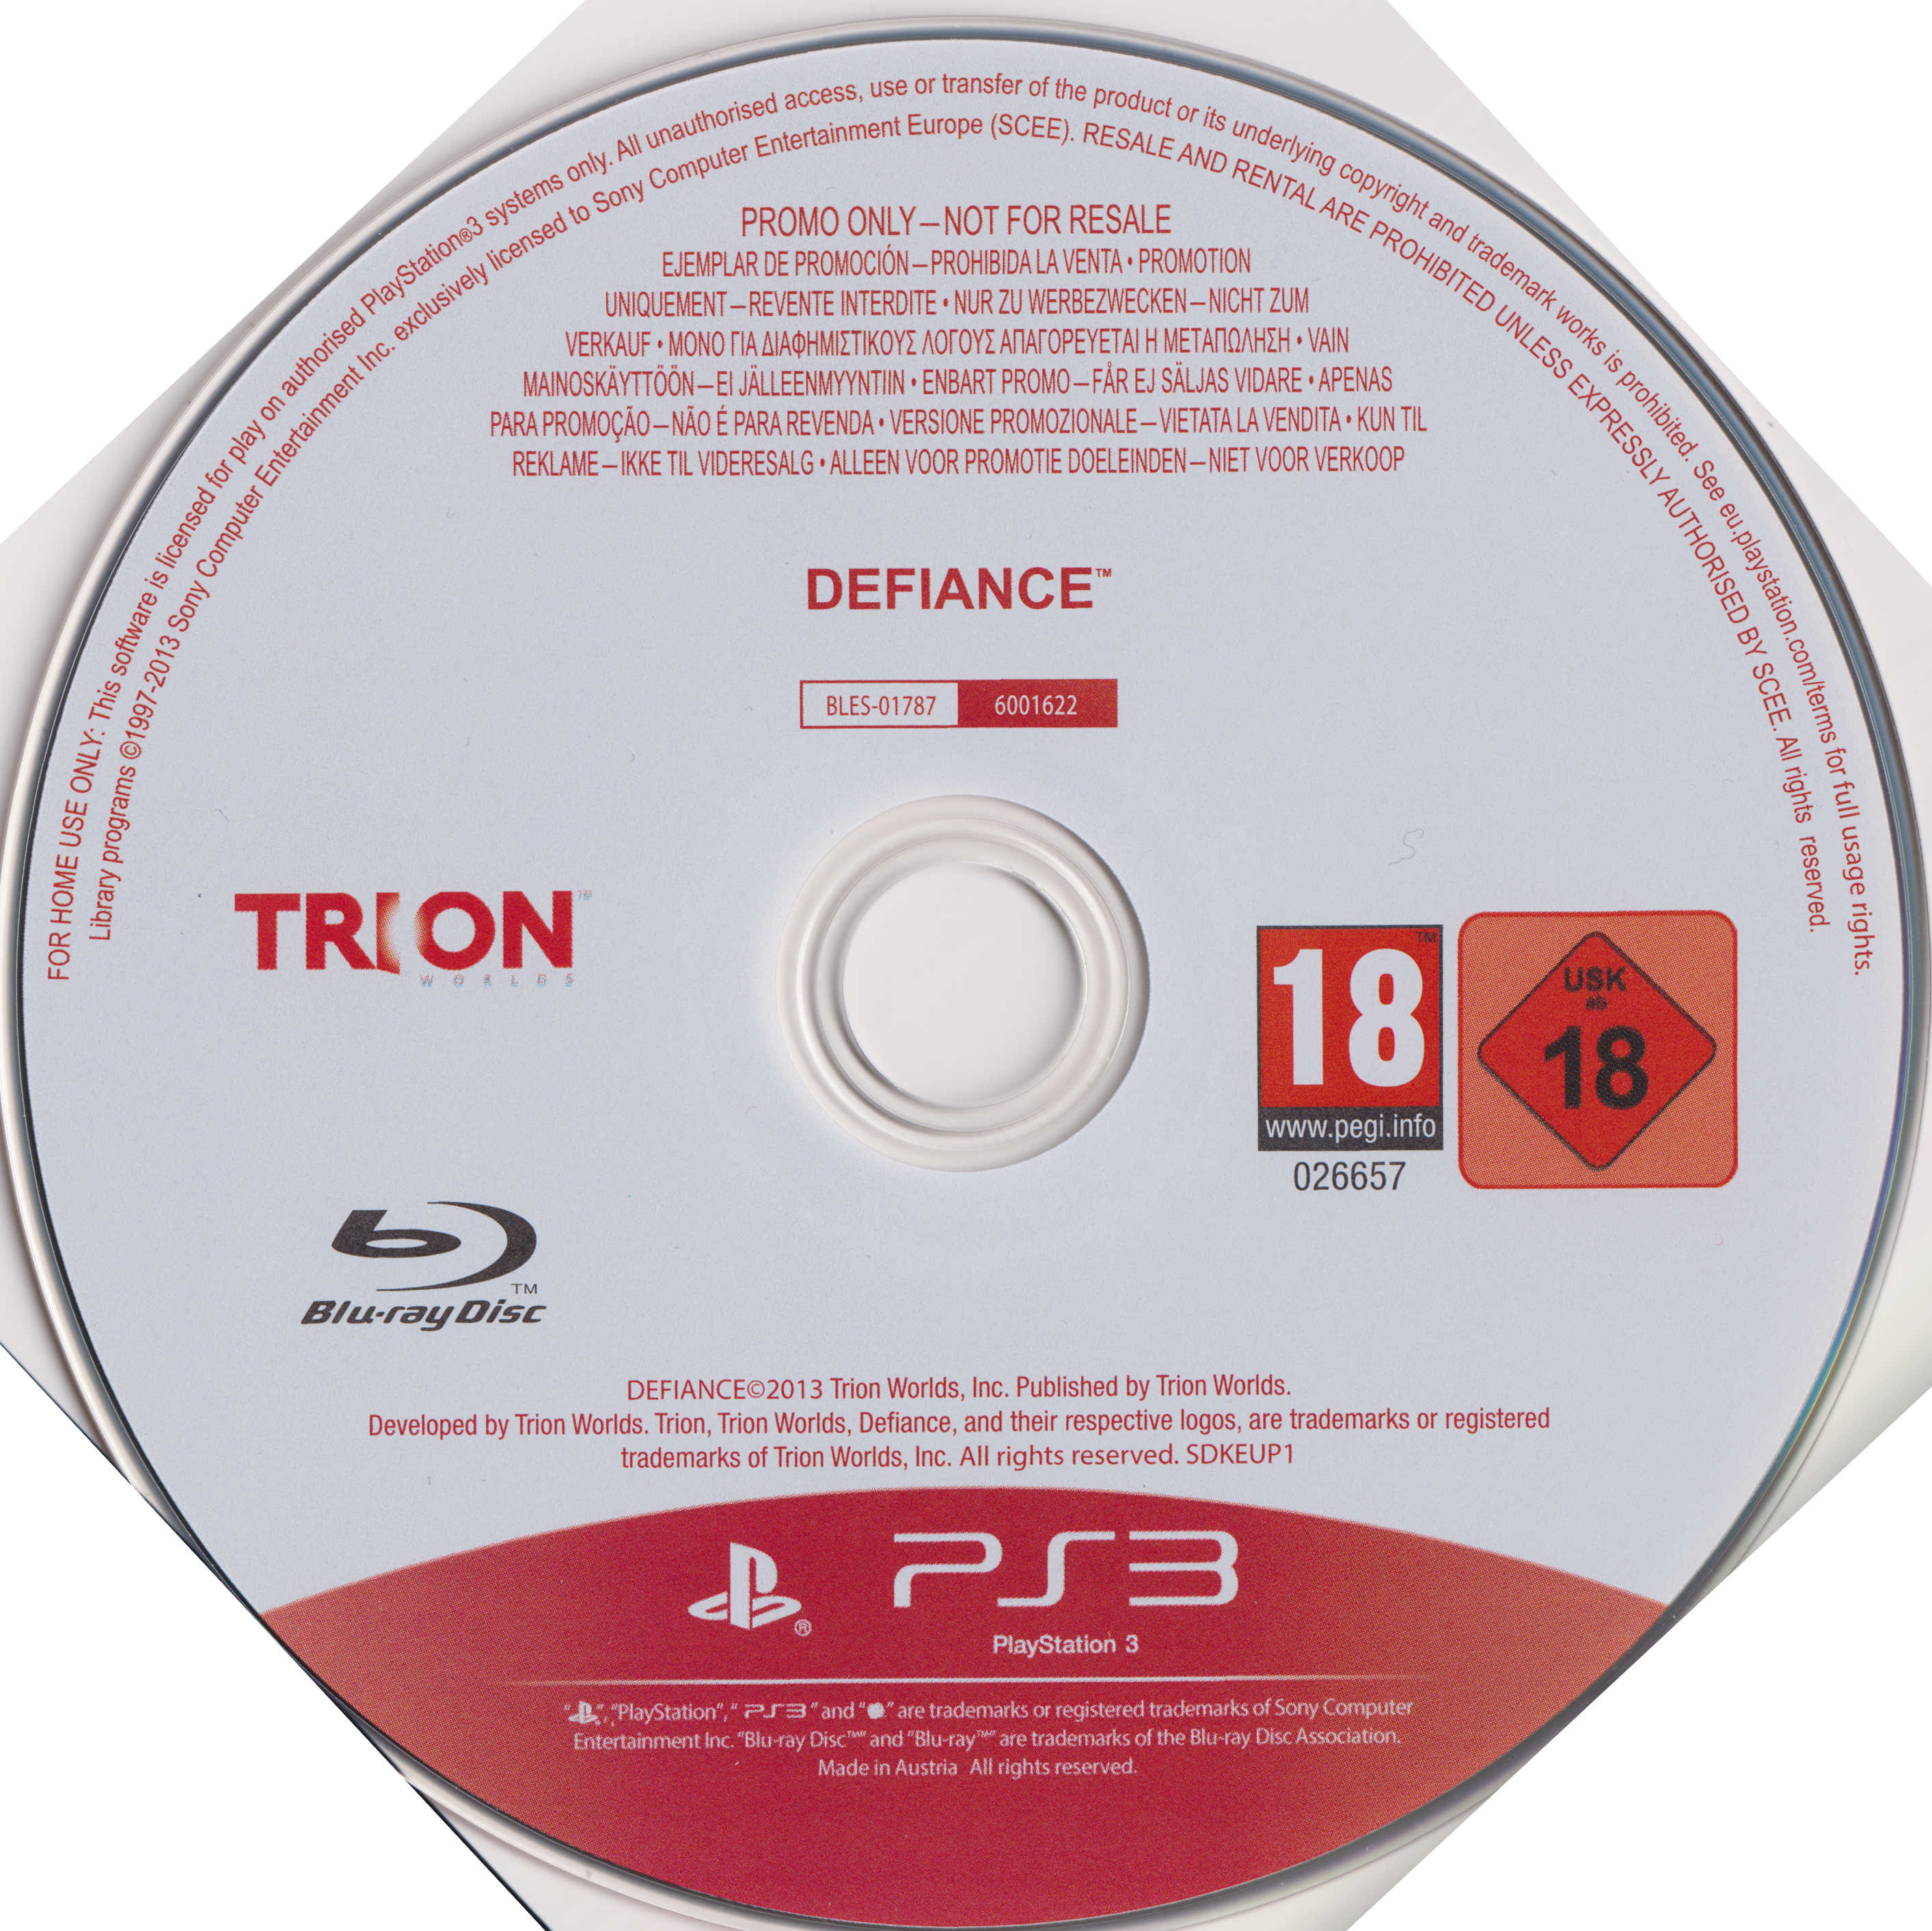 FOR HOME USE ONLY: This software is licensed for play on authorised PlayStation®3 systems only. All unauthorised access, use or transfer of the product or its underlying copyright and trademark works is prohibited. See eu.playstation.com/terms for full usage rights.
Library programs ©1997-2013 Sony Computer Entertainment Inc. exclusively licensed to Sony Computer Entertainment Europe (SCEE). RESALE AND RENTAL ARE PROHIBITED UNLESS EXPRESSLY AUTHORISED BY SCEE. All rights reserved.
PROMO ONLY – NOT FOR RESALE
EJEMPLAR DE PROMOCIÓN – PROHIBIDA LA VENTA • PROMOTION
UNIQUEMENT – REVENTE INTERDITE • NUR ZU WERBEZWECKEN – NICHT ZUM
VERKAUF • ΜΟΝΟ ΓΙΑ ΔΙΑΦΗΜΙΣΤΙΚΟΥΣ ΛΟΓΟΥΣ ΑΠΑΓΟΡΕΥΕΤΑΙ Η ΜΕΤΑΠΩΛΗΣΗ • VAIN
MAINOSKÄYTTÖÖN – EI JÄLLEENMYYNTIIN • ENBART PROMO – FÅR EJ SÄLJAS VIDARE • APENAS
PARA PROMOÇÃO – NÃO É PARA REVENDA • VERSIONE PROMOZIONALE – VIETATA LA VENDITA • KUN TIL
REKLAME – IKKE TIL VIDERESALG • ALLEEN VOOR PROMOTIE DOELEINDEN – NIET VOOR VERKOOP
DEFIANCE™
BLES-01787 6001622
TRION™
WORLDS
18™
www.pegi.info
026657
USK
ab
18
™
Blu-ray Disc
DEFIANCE©2013 Trion Worlds, Inc. Published by Trion Worlds.
Developed by Trion Worlds. Trion, Trion Worlds, Defiance, and their respective logos, are trademarks or registered
trademarks of Trion Worlds, Inc. All rights reserved. SDKEUP1
® PS3
PlayStation 3
“ ”, “PlayStation”, “PS3” and “ ” are trademarks or registered trademarks of Sony Computer
Entertainment Inc. “Blu-ray Disc™” and “Blu-ray™” are trademarks of the Blu-ray Disc Association.
Made in Austria All rights reserved.